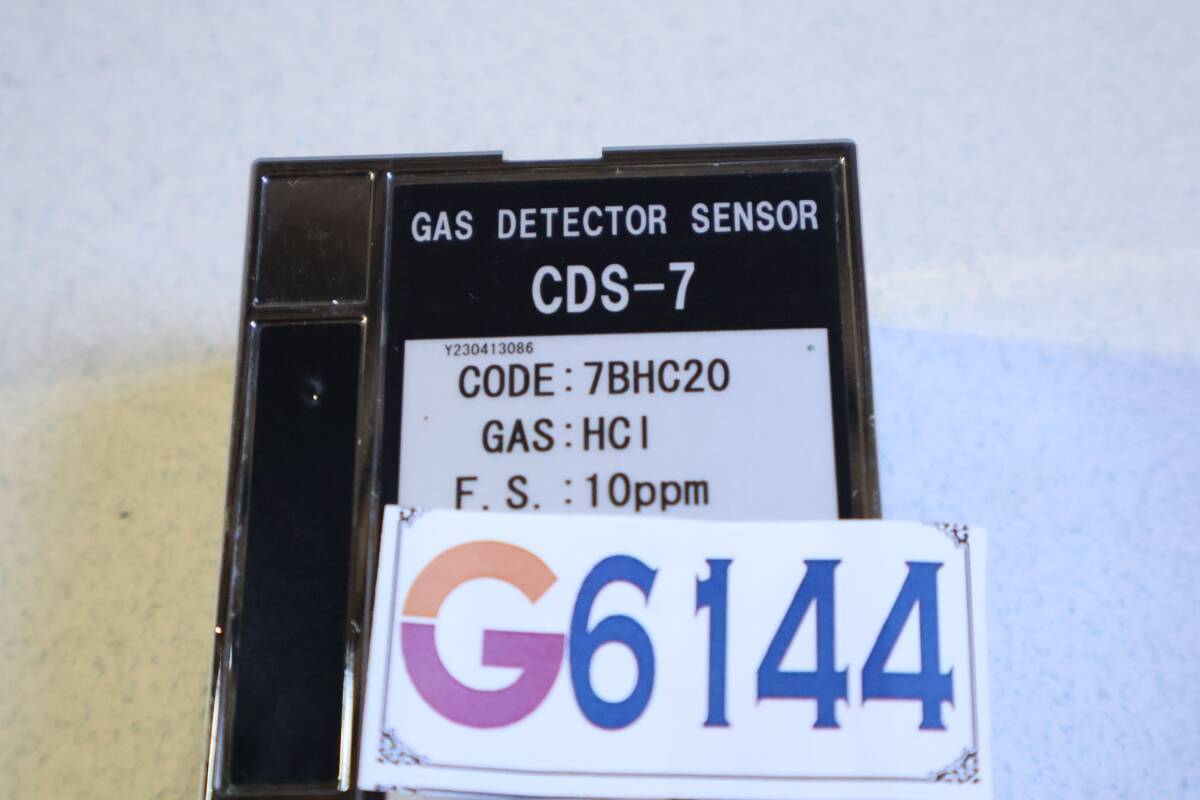 GAS DETECTOR SENSOR
CDS-7
Y230413086
CODE: 7BHC20
GAS: HCl
F.S.: 10ppm
G6144